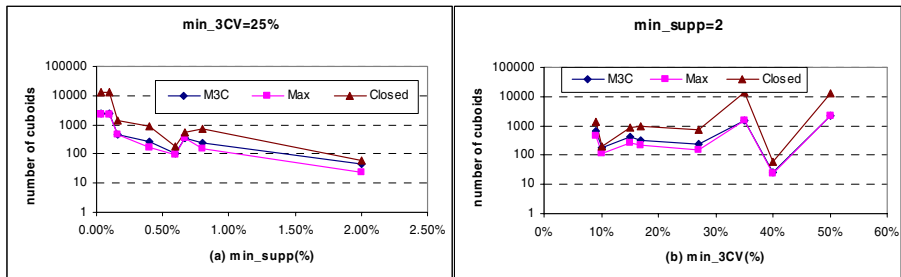 min_3CV=25%
number of cuboids
100000
10000
1000
100
10
1
M3C
Max
Closed
0.00%
0.50%
1.00%
1.50%
2.00%
2.50%
(a) min_supp(%)
min_supp=2
number of cuboids
100000
10000
1000
100
10
1
M3C
Max
Closed
0%
10%
20%
30%
40%
50%
60%
(b) min_3CV(%)